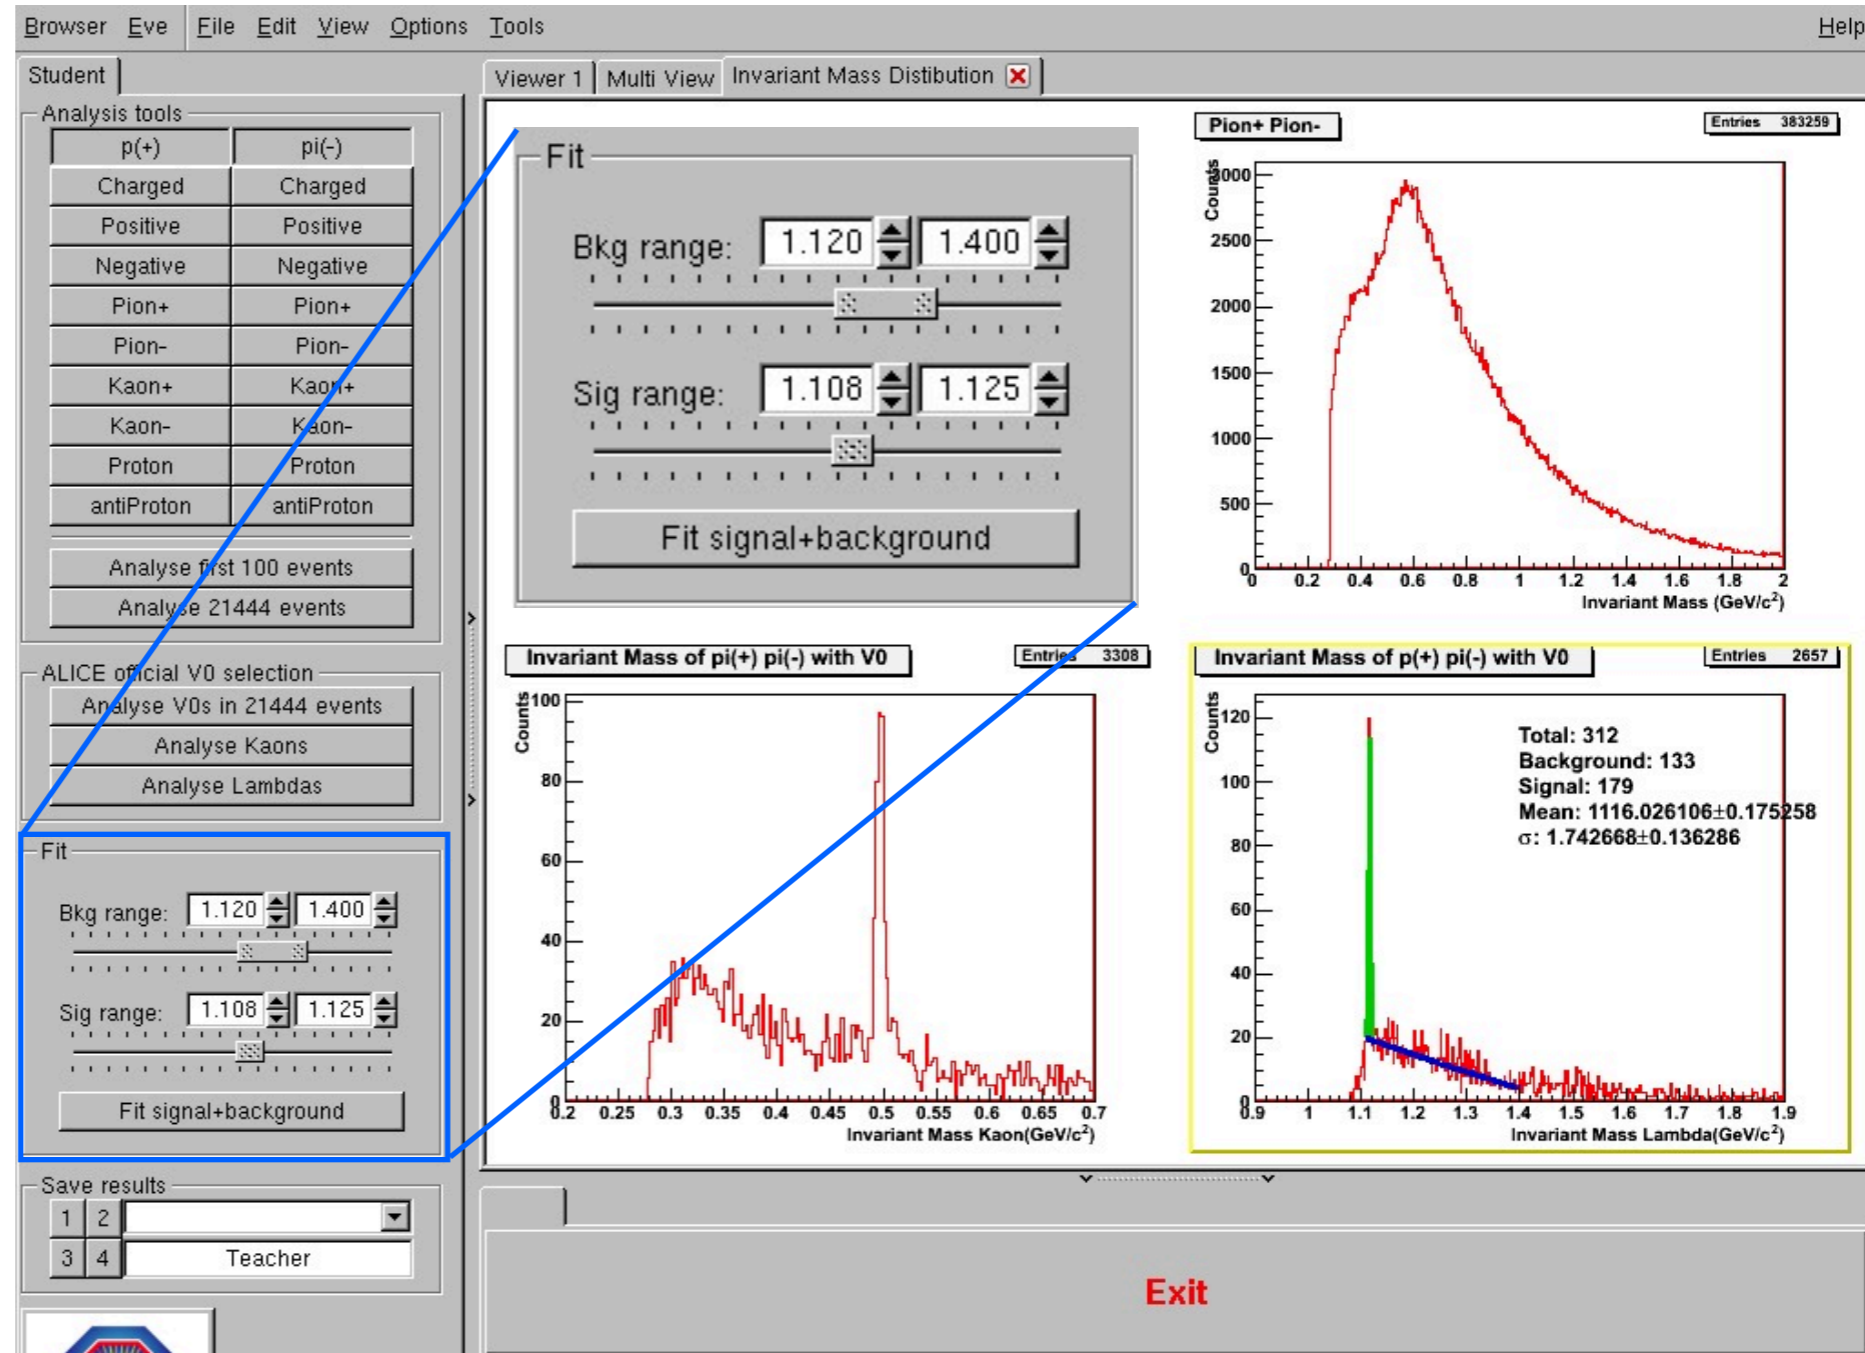 Browser Eve File Edit View Options Tools Help
Student
Viewer 1 Multi View Invariant Mass Distibution
Analysis tools
p(+) pi(-)
Charged Charged
Positive Positive
Negative Negative
Pion+ Pion+
Pion- Pion-
Kaon+ Kaon+
Kaon- Kaon-
Proton Proton
antiProton antiProton
Analyse first 100 events
Analyse 21444 events
ALICE official V0 selection
Analyse V0s in 21444 events
Analyse Kaons
Analyse Lambdas
Fit
Bkg range: 1.120 1.400
Sig range: 1.108 1.125
Fit signal+background
Save results
1 2
3 4 Teacher
Fit
Bkg range: 1.120 1.400
Sig range: 1.108 1.125
Fit signal+background
Pion+ Pion-
Entries 383259
Counts
3000
2500
2000
1500
1000
500
0
0 0.2 0.4 0.6 0.8 1 1.2 1.4 1.6 1.8 2
Invariant Mass (GeV/c²)
Invariant Mass of pi(+) pi(-) with V0
Entries 3308
Counts
100
80
60
40
20
0
0.2 0.25 0.3 0.35 0.4 0.45 0.5 0.55 0.6 0.65 0.7
Invariant Mass Kaon(GeV/c²)
Invariant Mass of p(+) pi(-) with V0
Entries 2657
Counts
120
100
80
60
40
20
0
Total: 312
Background: 133
Signal: 179
Mean: 1116.026106±0.175258
σ: 1.742668±0.136286
0.9 1 1.1 1.2 1.3 1.4 1.5 1.6 1.7 1.8 1.9
Invariant Mass Lambda(GeV/c²)
Exit